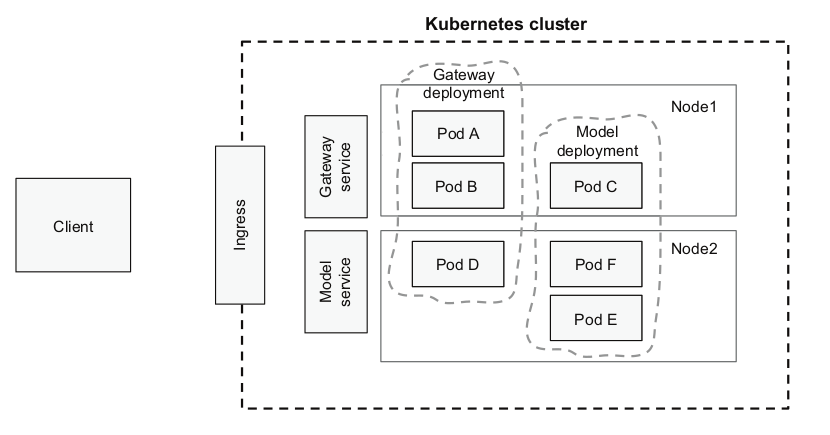 Kubernetes cluster
Client
Ingress
Gateway
service
Model
service
Gateway
deployment
Node1
Pod A
Pod B
Model
deployment
Pod C
Node2
Pod D
Pod F
Pod E